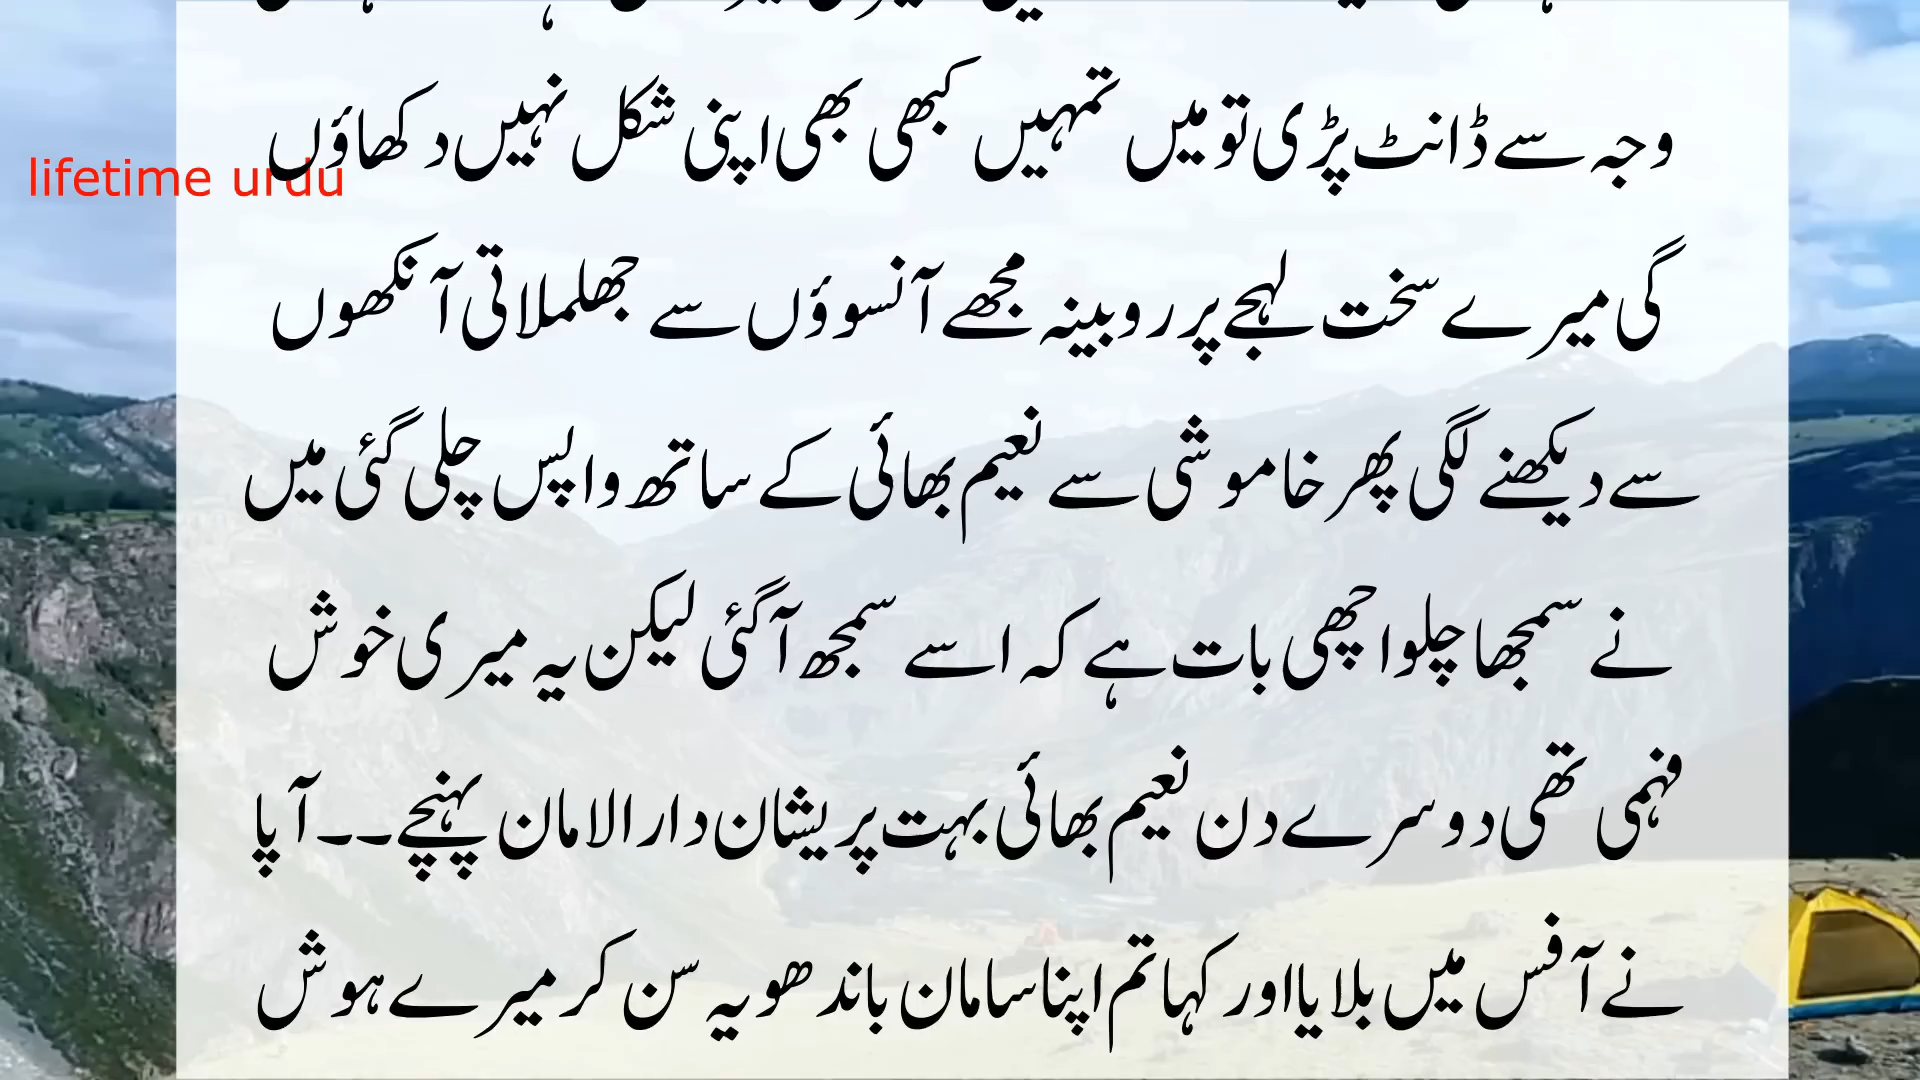 وجہ سے ڈانٹ پڑی تو میں تمہیں کبھی بھی اپنی شکل نہیں دکھاؤں
lifetime urdu
گی میرے سخت لہجے پر روبینہ مجھے آنسوؤں سے جھلملاتی آنکھوں
سے دیکھنے لگی پھر خاموشی سے نعیم بھائی کے ساتھ واپس چلی گئی میں
نے سمجھا چلو اچھی بات ہے کہ اسے سمجھ آ گئی لیکن یہ میری خوش
فہمی تھی دوسرے دن نعیم بھائی بہت پریشان دار الامان پہنچے۔۔ آپا
نے آفس میں بلایا اور کہا تم اپنا سامان باندھو یہ سن کر میرے ہوش